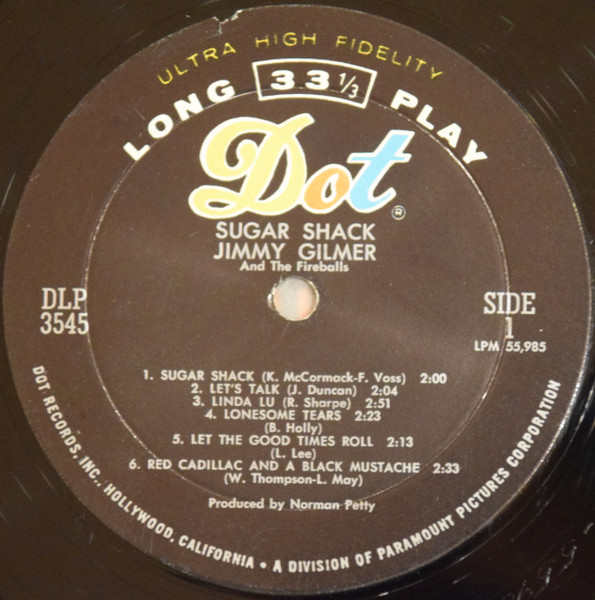 ULTRA HIGH FIDELITY
LONG 33 1/3 PLAY
Dot®
SUGAR SHACK
JIMMY GILMER
And The Fireballs
DLP
3545
SIDE
1
LPM 55,985
1. SUGAR SHACK (K. McCormack-F. Voss) 2:00
2. LET'S TALK (J. Duncan) 2:04
3. LINDA LU (R. Sharpe) 2:51
4. LONESOME TEARS 2:23
(B. Holly)
5. LET THE GOOD TIMES ROLL 2:13
(L. Lee)
6. RED CADILLAC AND A BLACK MUSTACHE 2:33
(W. Thompson-L. May)
Produced by Norman Petty
DOT RECORDS, INC., HOLLYWOOD, CALIFORNIA • A DIVISION OF PARAMOUNT PICTURES CORPORATION